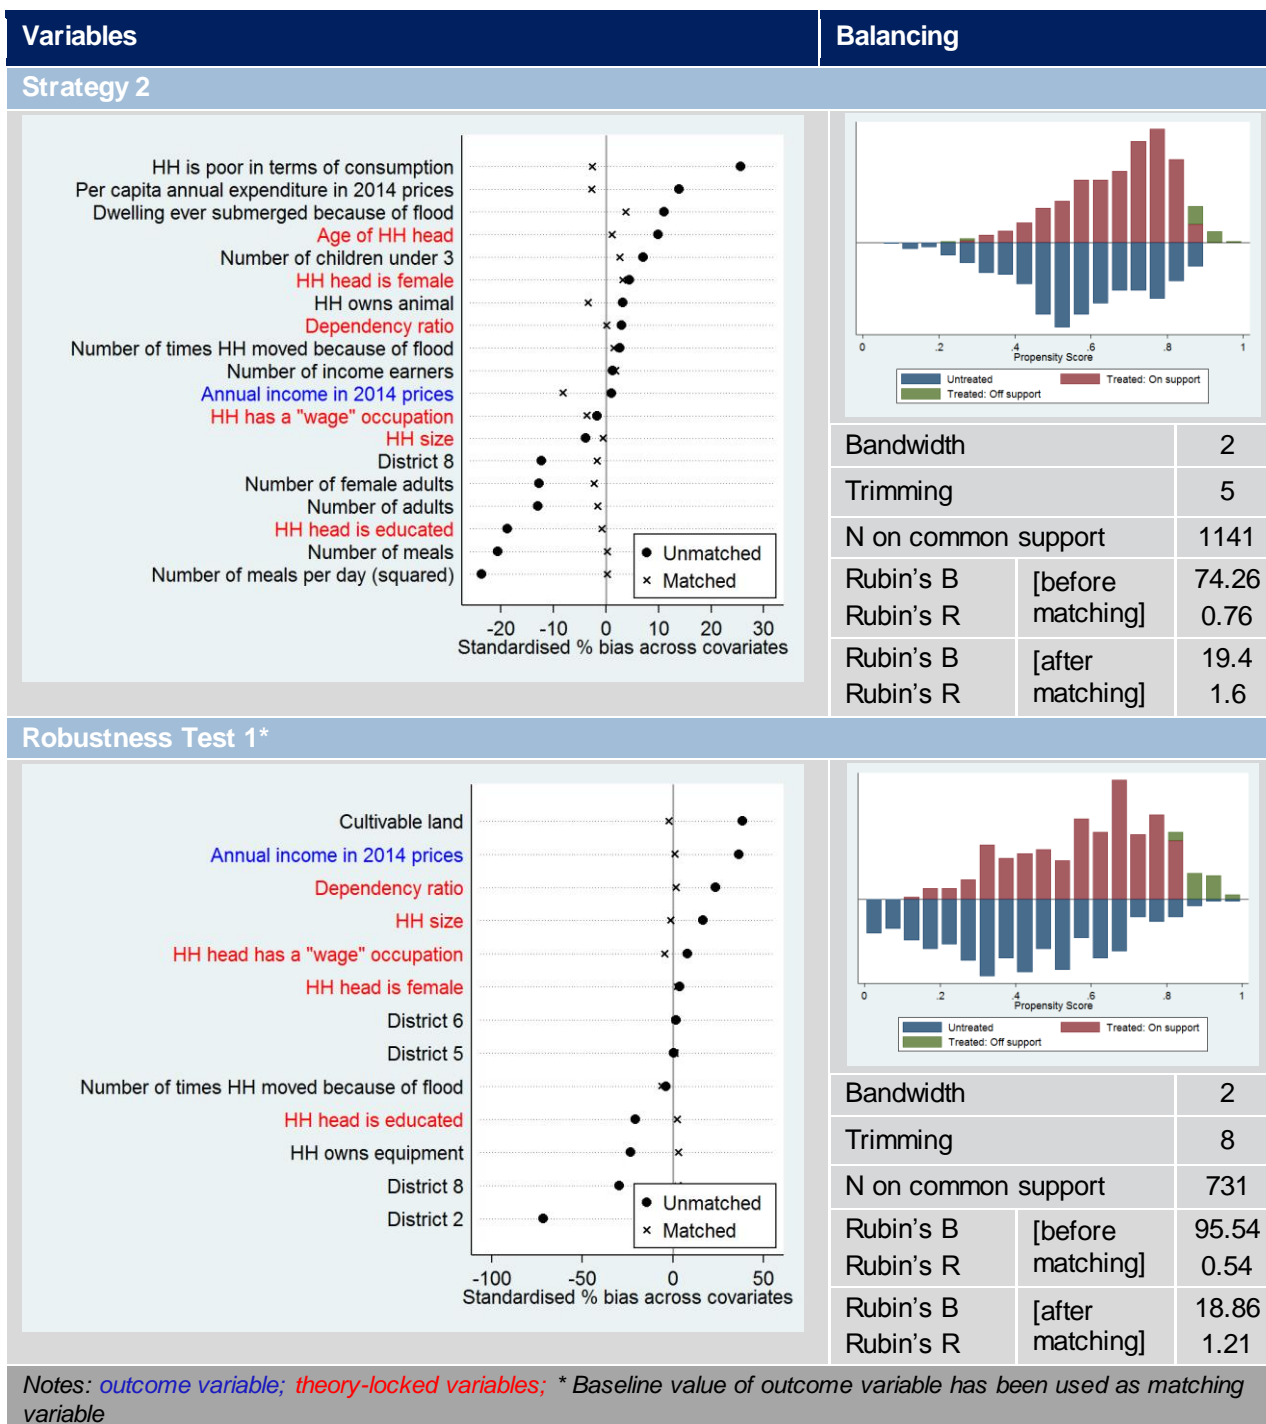 Variables
Balancing
Strategy 2
HH is poor in terms of consumption
Per capita annual expenditure in 2014 prices
Dwelling ever submerged because of flood
Age of HH head
Number of children under 3
HH head is female
HH owns animal
Dependency ratio
Number of times HH moved because of flood
Number of income earners
Annual income in 2014 prices
HH has a "wage" occupation
HH size
District 8
Number of female adults
Number of adults
HH head is educated
Number of meals
Number of meals per day (squared)
Unmatched
Matched
-20 -10 0 10 20 30
Standardised % bias across covariates
0 .2 .4 .6 .8 1
Propensity Score
Untreated Treated: On support
Treated: Off support
Bandwidth 2
Trimming 5
N on common support 1141
Rubin's B [before 74.26
Rubin's R matching] 0.76
Rubin's B [after 19.4
Rubin's R matching] 1.6
Robustness Test 1*
Cultivable land
Annual income in 2014 prices
Dependency ratio
HH size
HH head has a "wage" occupation
HH head is female
District 6
District 5
Number of times HH moved because of flood
HH head is educated
HH owns equipment
District 8
District 2
Unmatched
Matched
-100 -50 0 50
Standardised % bias across covariates
0 .2 .4 .6 .8 1
Propensity Score
Untreated Treated: On support
Treated: Off support
Bandwidth 2
Trimming 8
N on common support 731
Rubin's B [before 95.54
Rubin's R matching] 0.54
Rubin's B [after 18.86
Rubin's R matching] 1.21
Notes: outcome variable; theory-locked variables; * Baseline value of outcome variable has been used as matching
variable